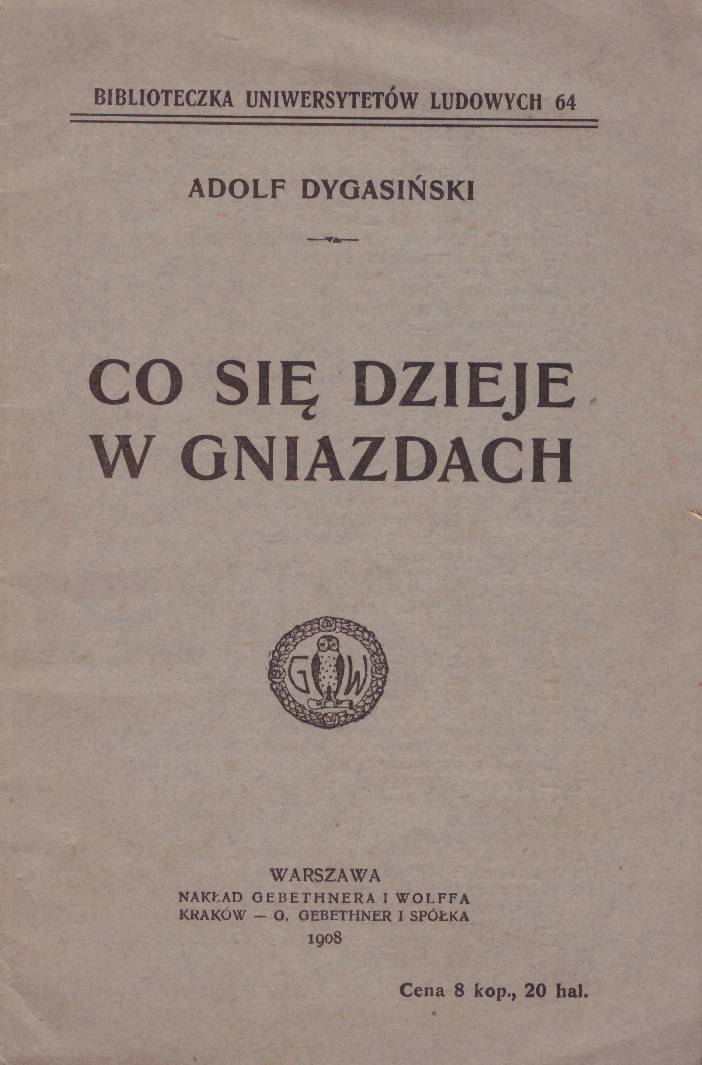 BIBLIOTECZKA UNIWERSYTETÓW LUDOWYCH 64
ADOLF DYGASIŃSKI
CO SIĘ DZIEJE
W GNIAZDACH
G W
WARSZAWA
NAKŁAD GEBETHNERA I WOLFFA
KRAKÓW — G. GEBETHNER I SPÓŁKA
1908
Cena 8 kop., 20 hal.